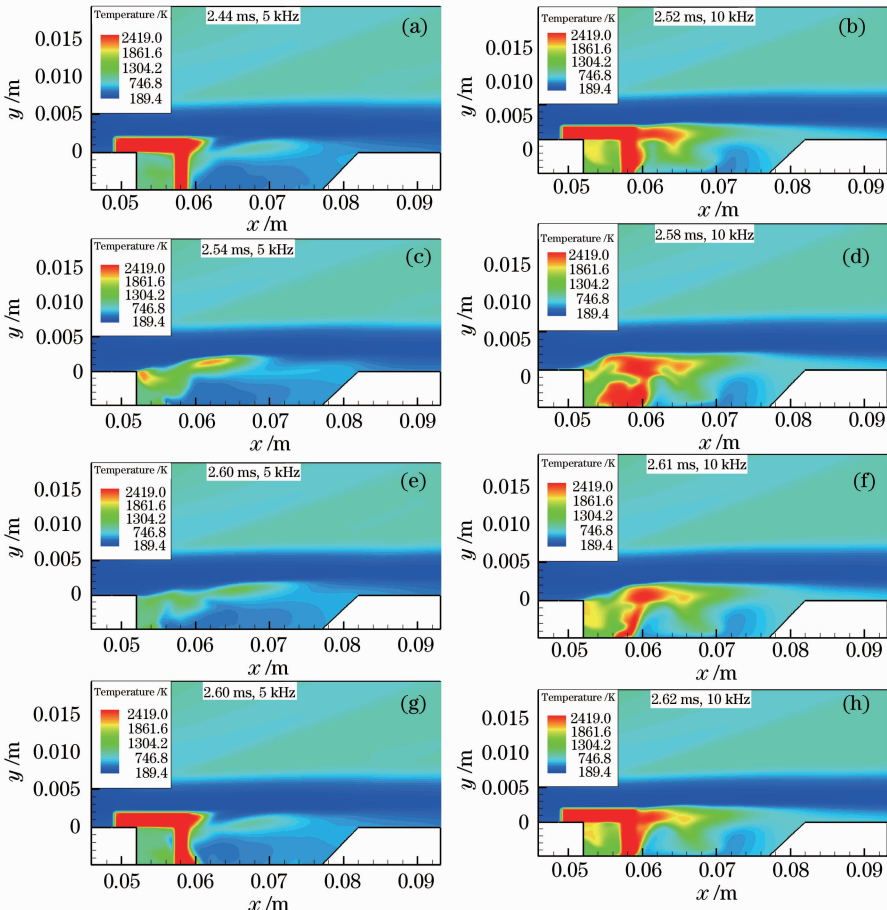 2.44 ms, 5 kHz
(a)
Temperature /K
2419.0
1861.6
1304.2
746.8
189.4
0.015
0.010
0.005
0
y /m
0.05 0.06 0.07 0.08 0.09
x /m
2.52 ms, 10 kHz
(b)
Temperature /K
2419.0
1861.6
1304.2
746.8
189.4
0.015
0.010
0.005
0
y /m
0.05 0.06 0.07 0.08 0.09
x /m
2.54 ms, 5 kHz
(c)
Temperature /K
2419.0
1861.6
1304.2
746.8
189.4
0.015
0.010
0.005
0
y /m
0.05 0.06 0.07 0.08 0.09
x /m
2.58 ms, 10 kHz
(d)
Temperature /K
2419.0
1861.6
1304.2
746.8
189.4
0.015
0.010
0.005
0
y /m
0.05 0.06 0.07 0.08 0.09
x /m
2.60 ms, 5 kHz
(e)
Temperature /K
2419.0
1861.6
1304.2
746.8
189.4
0.015
0.010
0.005
0
y /m
0.05 0.06 0.07 0.08 0.09
x /m
2.61 ms, 10 kHz
(f)
Temperature /K
2419.0
1861.6
1304.2
746.8
189.4
0.015
0.010
0.005
0
y /m
0.05 0.06 0.07 0.08 0.09
x /m
2.60 ms, 5 kHz
(g)
Temperature /K
2419.0
1861.6
1304.2
746.8
189.4
0.015
0.010
0.005
0
y /m
0.05 0.06 0.07 0.08 0.09
x /m
2.62 ms, 10 kHz
(h)
Temperature /K
2419.0
1861.6
1304.2
746.8
189.4
0.015
0.010
0.005
0
y /m
0.05 0.06 0.07 0.08 0.09
x /m